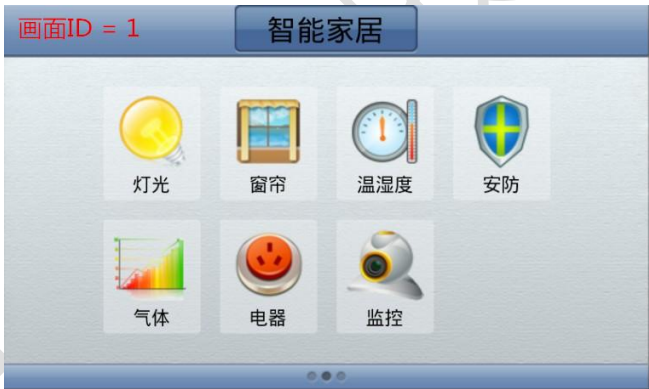 画面ID = 1
智能家居
灯光
窗帘
温湿度
安防
气体
电器
监控